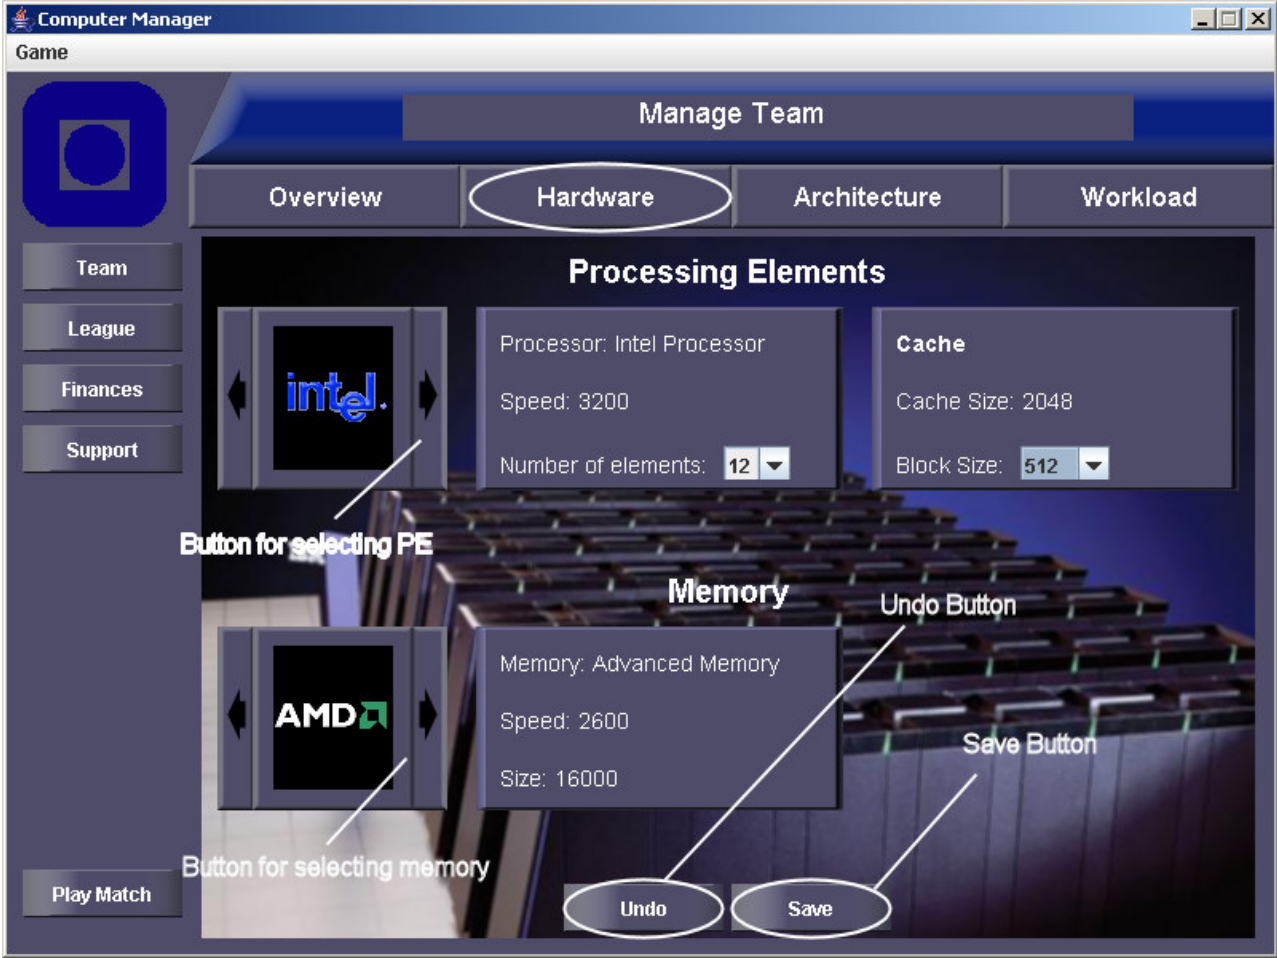 Computer Manager
Game
Manage Team
Overview Hardware Architecture Workload
Team
League
Finances
Support
Processing Elements
intel.
Processor: Intel Processor
Speed: 3200
Number of elements: 12
Cache
Cache Size: 2048
Block Size: 512
Button for selecting PE
Memory
Undo Button
AMD
Memory: Advanced Memory
Speed: 2600
Size: 16000
Save Button
Button for selecting memory
Play Match
Undo Save